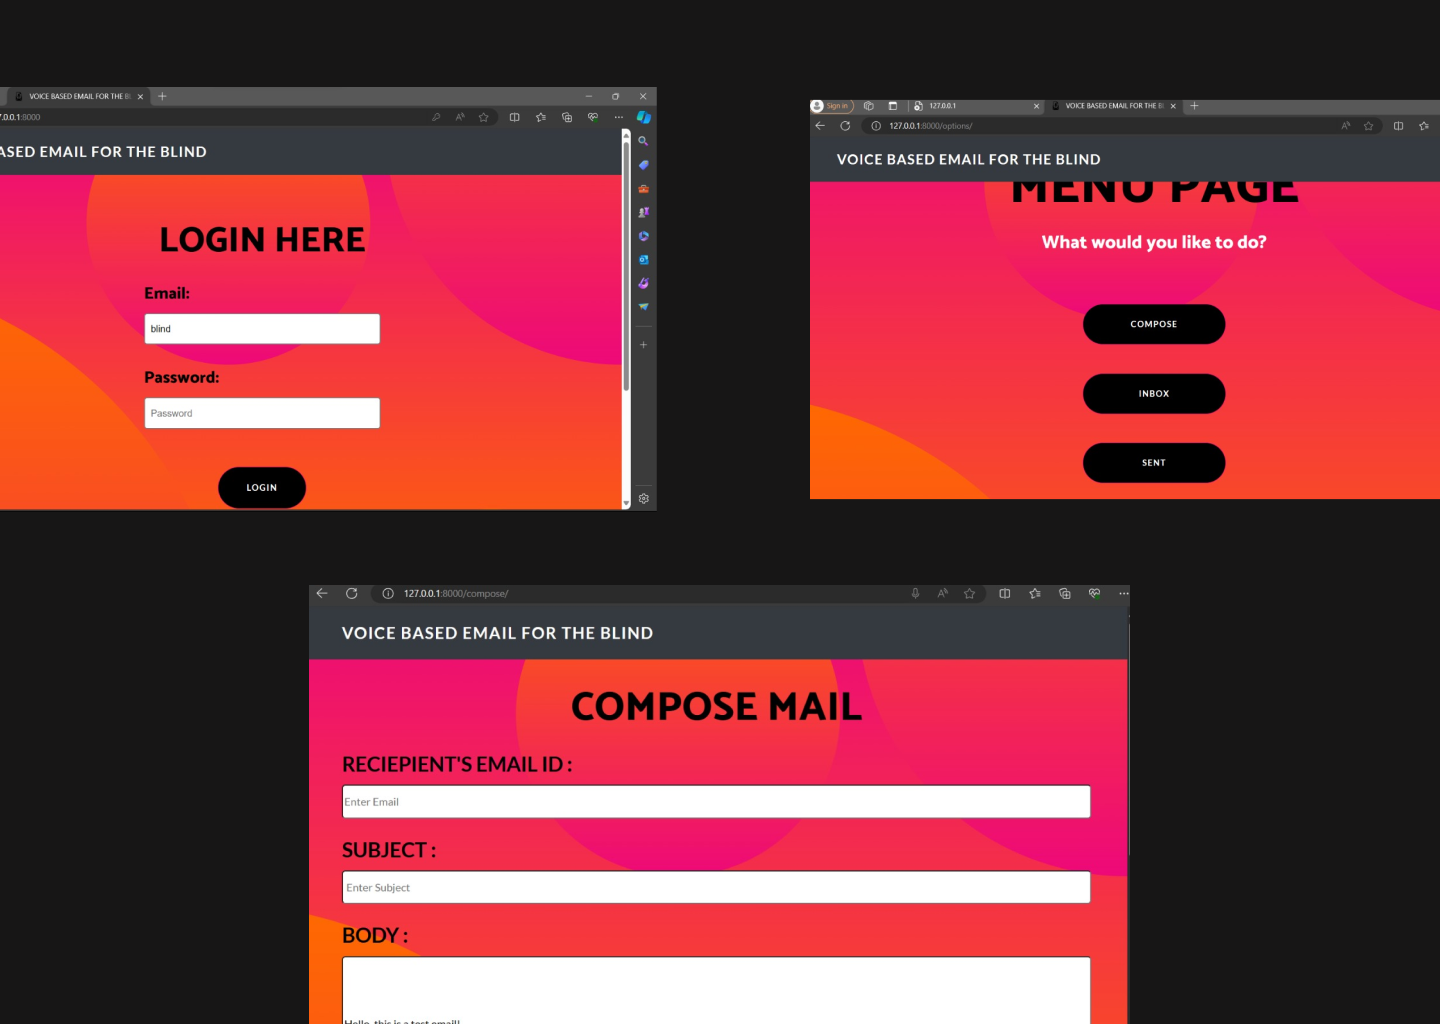 VOICE BASED EMAIL FOR THE B
.0.0.1:8000
ASED EMAIL FOR THE BLIND
LOGIN HERE
Email:
blind
Password:
Password
LOGIN
Sign in
127.0.0.1
VOICE BASED EMAIL FOR THE B
127.0.0.1:8000/options/
VOICE BASED EMAIL FOR THE BLIND
MENU PAGE
What would you like to do?
COMPOSE
INBOX
SENT
127.0.0.1:8000/compose/
VOICE BASED EMAIL FOR THE BLIND
COMPOSE MAIL
RECIEPIENT'S EMAIL ID :
Enter Email
SUBJECT :
Enter Subject
BODY :
Hello, this is a test email!